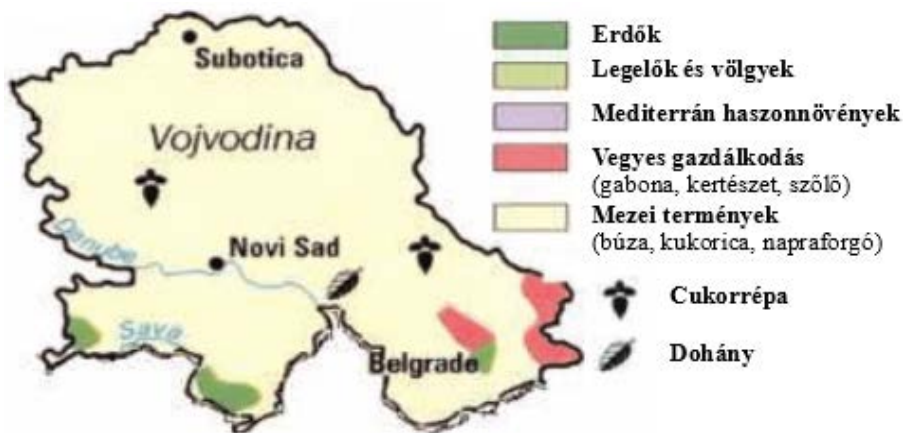 Subotica
Vojvodina
Danube
Novi Sad
Sava
Belgrade
Erdők
Legelők és völgyek
Mediterrán haszonnövények
Vegyes gazdálkodás
(gabona, kertészet, szőlő)
Mezei termények
(búza, kukorica, napraforgó)
Cukorrépa
Dohány